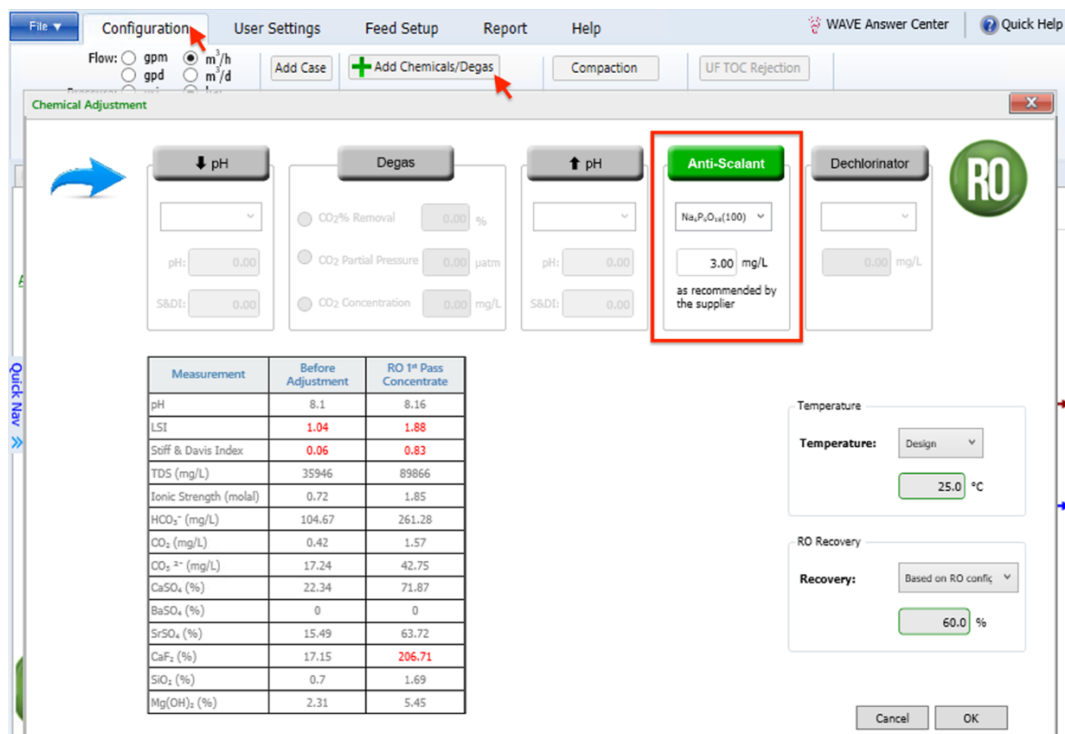 File ▼ Configuration User Settings Feed Setup Report Help WAVE Answer Center Quick Help
Flow: gpm m³/h
gpd m³/d
Add Case Add Chemicals/Degas Compaction UF TOC Rejection
Chemical Adjustment
pH Degas pH Anti-Scalant Dechlorinator RO
CO₂% Removal 0.00 % Na₆P₆O₁₈(100)
pH: 0.00 CO₂ Partial Pressure 0.00 µatm pH: 0.00 3.00 mg/L 0.00 mg/L
as recommended by
the supplier
S&DI: 0.00 CO₂ Concentration 0.00 mg/L S&DI: 0.00
Quick Nav
Measurement Before Adjustment RO 1ˢᵗ Pass Concentrate
pH 8.1 8.16
LSI 1.04 1.88
Stiff & Davis Index 0.06 0.83
TDS (mg/L) 35946 89866
Ionic Strength (molal) 0.72 1.85
HCO₃⁻ (mg/L) 104.67 261.28
CO₂ (mg/L) 0.42 1.57
CO₃ ²⁻ (mg/L) 17.24 42.75
CaSO₄ (%) 22.34 71.87
BaSO₄ (%) 0 0
SrSO₄ (%) 15.49 63.72
CaF₂ (%) 17.15 206.71
SiO₂ (%) 0.7 1.69
Mg(OH)₂ (%) 2.31 5.45
Temperature
Temperature: Design
25.0 °C
RO Recovery
Recovery: Based on RO config
60.0 %
Cancel OK